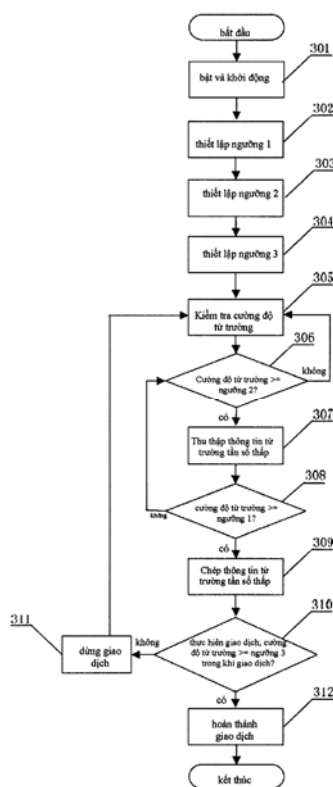 bắt đầu
301
bật và khởi động
302
thiết lập ngưỡng 1
303
thiết lập ngưỡng 2
304
thiết lập ngưỡng 3
305
Kiểm tra cường độ
từ trường
306
Cường độ từ trường >=
ngưỡng 2?
không
có
307
Thu thập thông tin từ
trường tần số thấp
308
cường độ từ trường >=
ngưỡng 1?
không
có
309
Chép thông tin từ
trường tần số thấp
310
thực hiện giao dịch, cường
độ từ trường >= ngưỡng 3
trong khi giao dịch?
311
không
dừng giao
dịch
có
312
hoàn thành
giao dịch
kết thúc